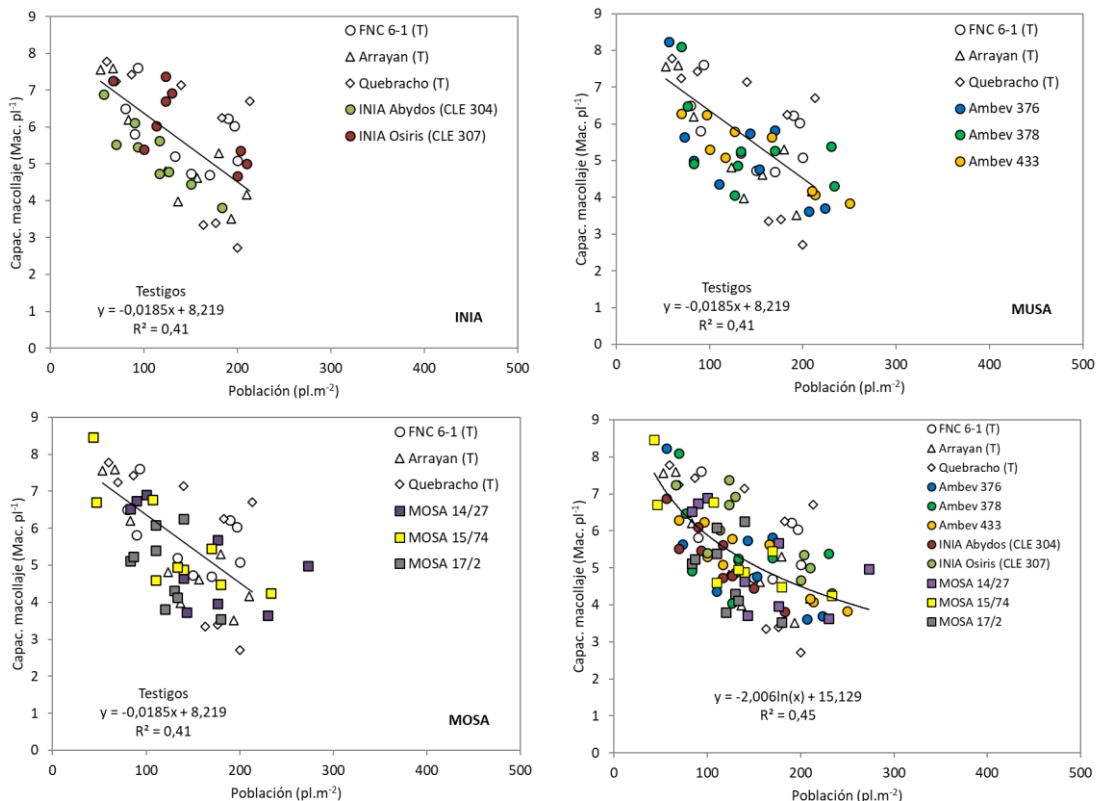 9
8
7
6
5
4
3
2
1
0
Capac. macollaje (Mac. pl⁻¹)
FNC 6-1 (T)
Arrayan (T)
Quebracho (T)
INIA Abydos (CLE 304)
INIA Osiris (CLE 307)
Testigos
y = -0,0185x + 8,219
R² = 0,41
INIA
0 100 200 300 400 500
Población (pl.m⁻²)
9
8
7
6
5
4
3
2
1
0
Capac. macollaje (Mac. pl⁻¹)
FNC 6-1 (T)
Arrayan (T)
Quebracho (T)
Ambev 376
Ambev 378
Ambev 433
Testigos
y = -0,0185x + 8,219
R² = 0,41
MUSA
0 100 200 300 400 500
Población (pl.m⁻²)
9
8
7
6
5
4
3
2
1
0
Capac. macollaje (Mac. pl⁻¹)
FNC 6-1 (T)
Arrayan (T)
Quebracho (T)
MOSA 14/27
MOSA 15/74
MOSA 17/2
Testigos
y = -0,0185x + 8,219
R² = 0,41
MOSA
0 100 200 300 400 500
Población (pl.m⁻²)
9
8
7
6
5
4
3
2
1
0
Capac. macollaje (Mac. pl⁻¹)
FNC 6-1 (T)
Arrayan (T)
Quebracho (T)
Ambev 376
Ambev 378
Ambev 433
INIA Abydos (CLE 304)
INIA Osiris (CLE 307)
MOSA 14/27
MOSA 15/74
MOSA 17/2
y = -2,006ln(x) + 15,129
R² = 0,45
0 100 200 300 400 500
Población (pl.m⁻²)